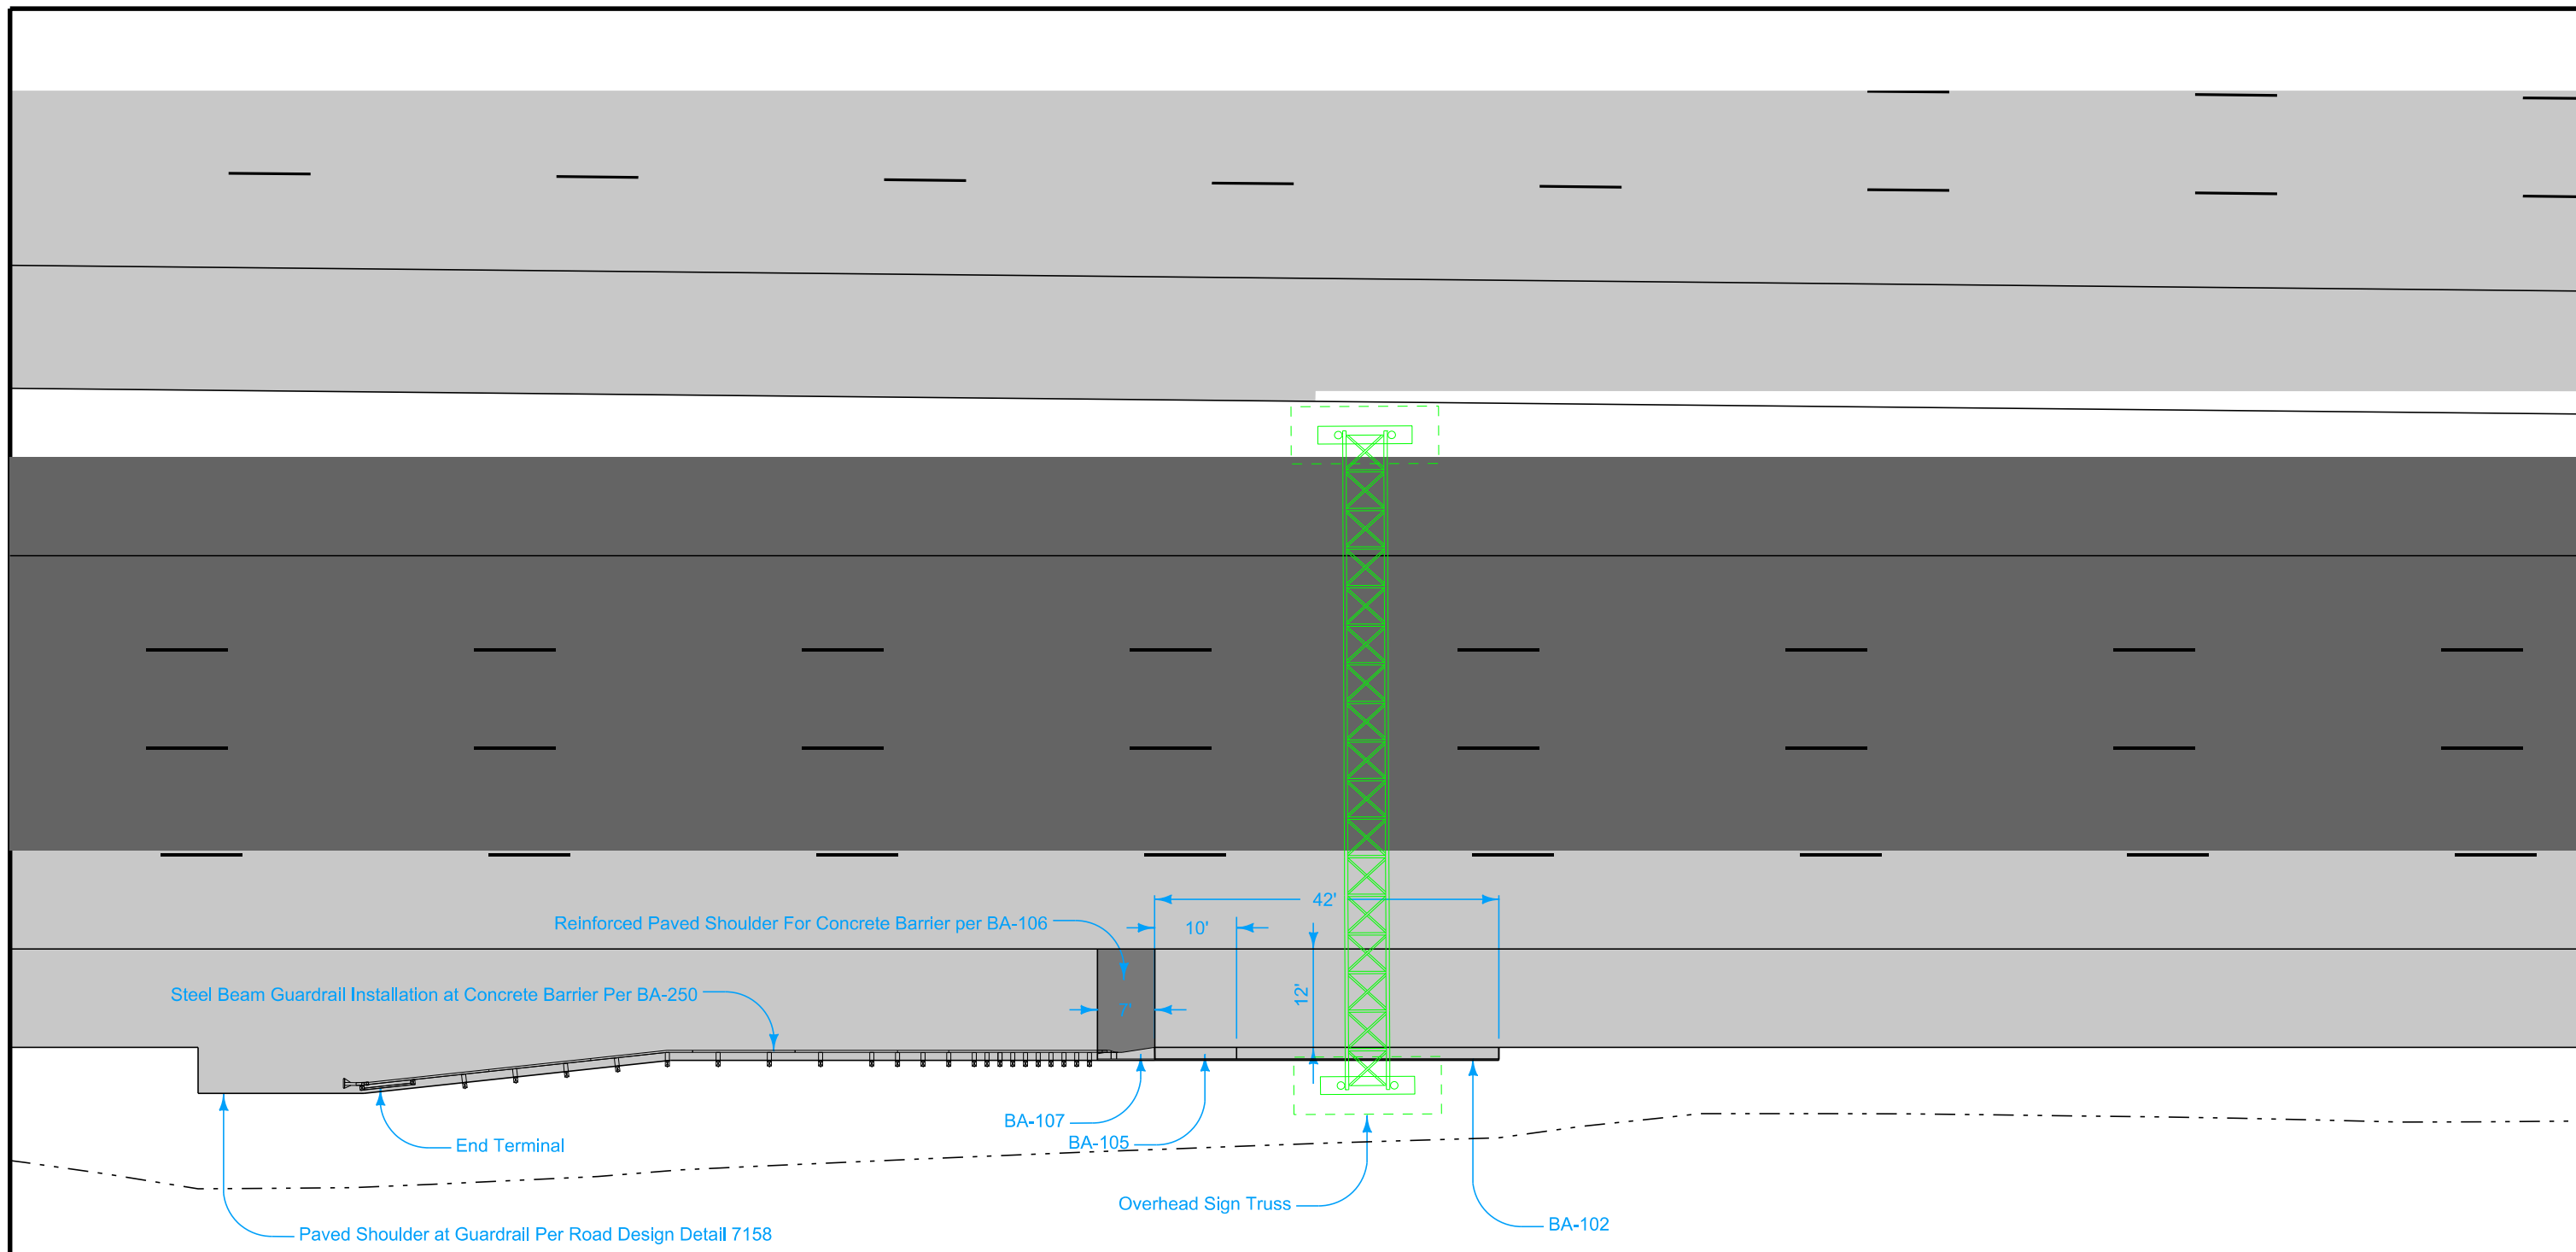 42'
Reinforced Paved Shoulder For Concrete Barrier per BA-106
10'
Steel Beam Guardrail Installation at Concrete Barrier Per BA-250
12'
7'
BA-107
BA-105
End Terminal
Overhead Sign Truss
BA-102
Paved Shoulder at Guardrail Per Road Design Detail 7158